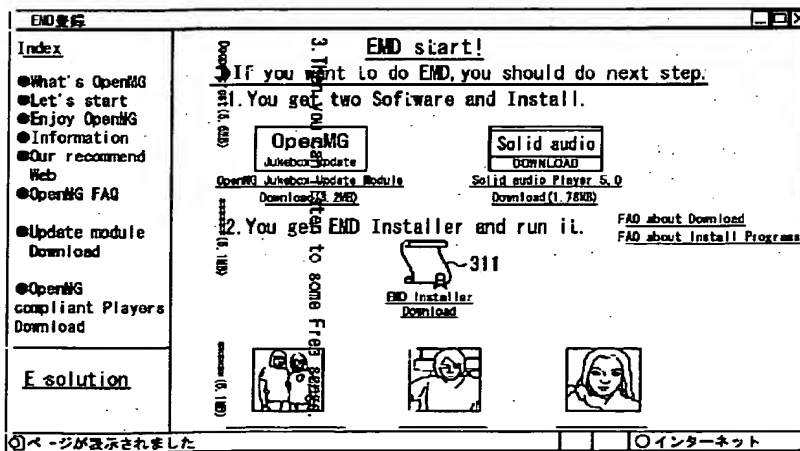 EMD登録
Index
●What's OpenMG
●Let's start
●Enjoy OpenMG
●Information
●Our recommend
Web
●OpenMG FAQ
●Update module
Download
●OpenMG
compliant Players
Download
E-solution
EMD start!
●If you want to do EMD, you should do next step.
1. You get two Software and Install.
OpenMG
Jukebox-Update
OpenMG Jukebox-Update Module
Download(3.2MB)
Solid audio
DOWNLOAD
Solid audio Player 5.0
Download(1.78KB)
2. You get EMD Installer and run it.
FAQ about Download
FAQ about Install Programs
311
EMD Installer
Download
3. Then you can listen to some Free songs.
ページが表示されました
インターネット